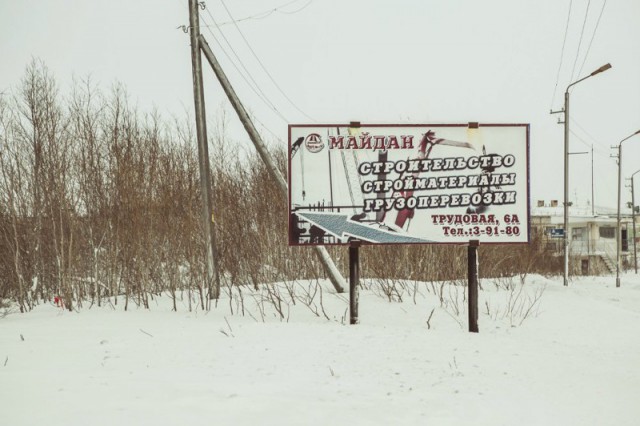 МАЙДАН
СТРОИТЕЛЬСТВО
СТРОЙМАТЕРИАЛЫ
ГРУЗОПЕРЕВОЗКИ
ТРУДОВАЯ, 6А
Тел.:3-91-80